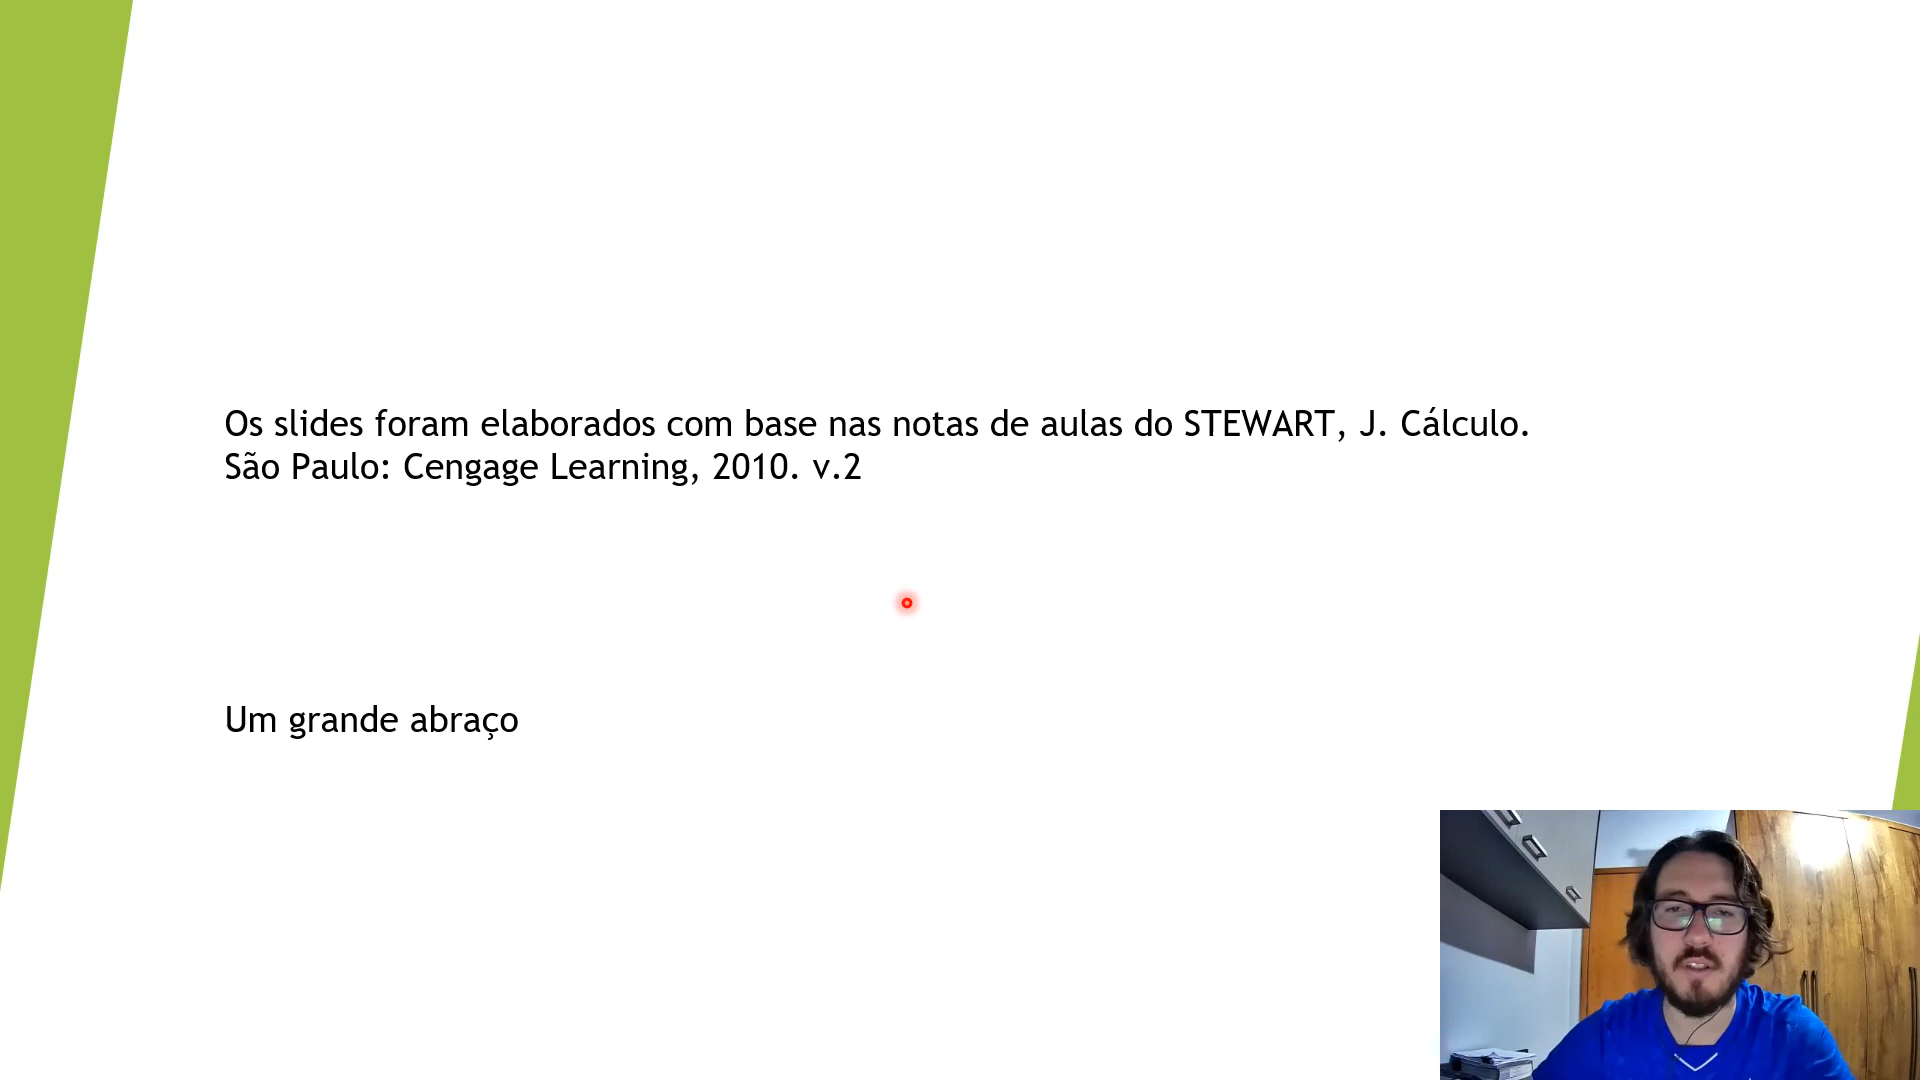 Os slides foram elaborados com base nas notas de aulas do STEWART, J. Cálculo.
São Paulo: Cengage Learning, 2010. v.2
Um grande abraço